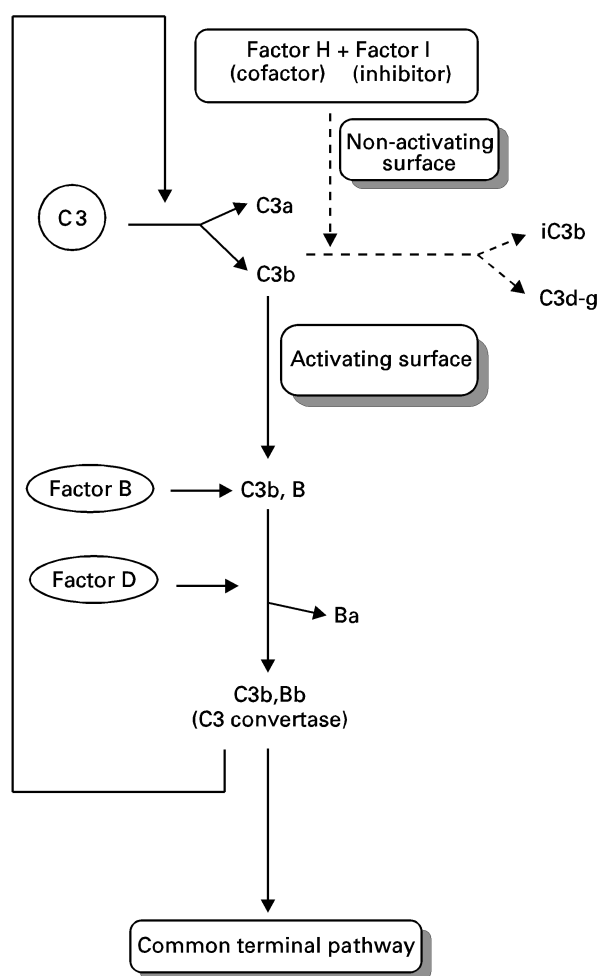 Factor H + Factor I
(cofactor) (inhibitor)
Non-activating
surface
C3
C3a
C3b
iC3b
C3d-g
Activating surface
Factor B
C3b, B
Factor D
Ba
C3b,Bb
(C3 convertase)
Common terminal pathway